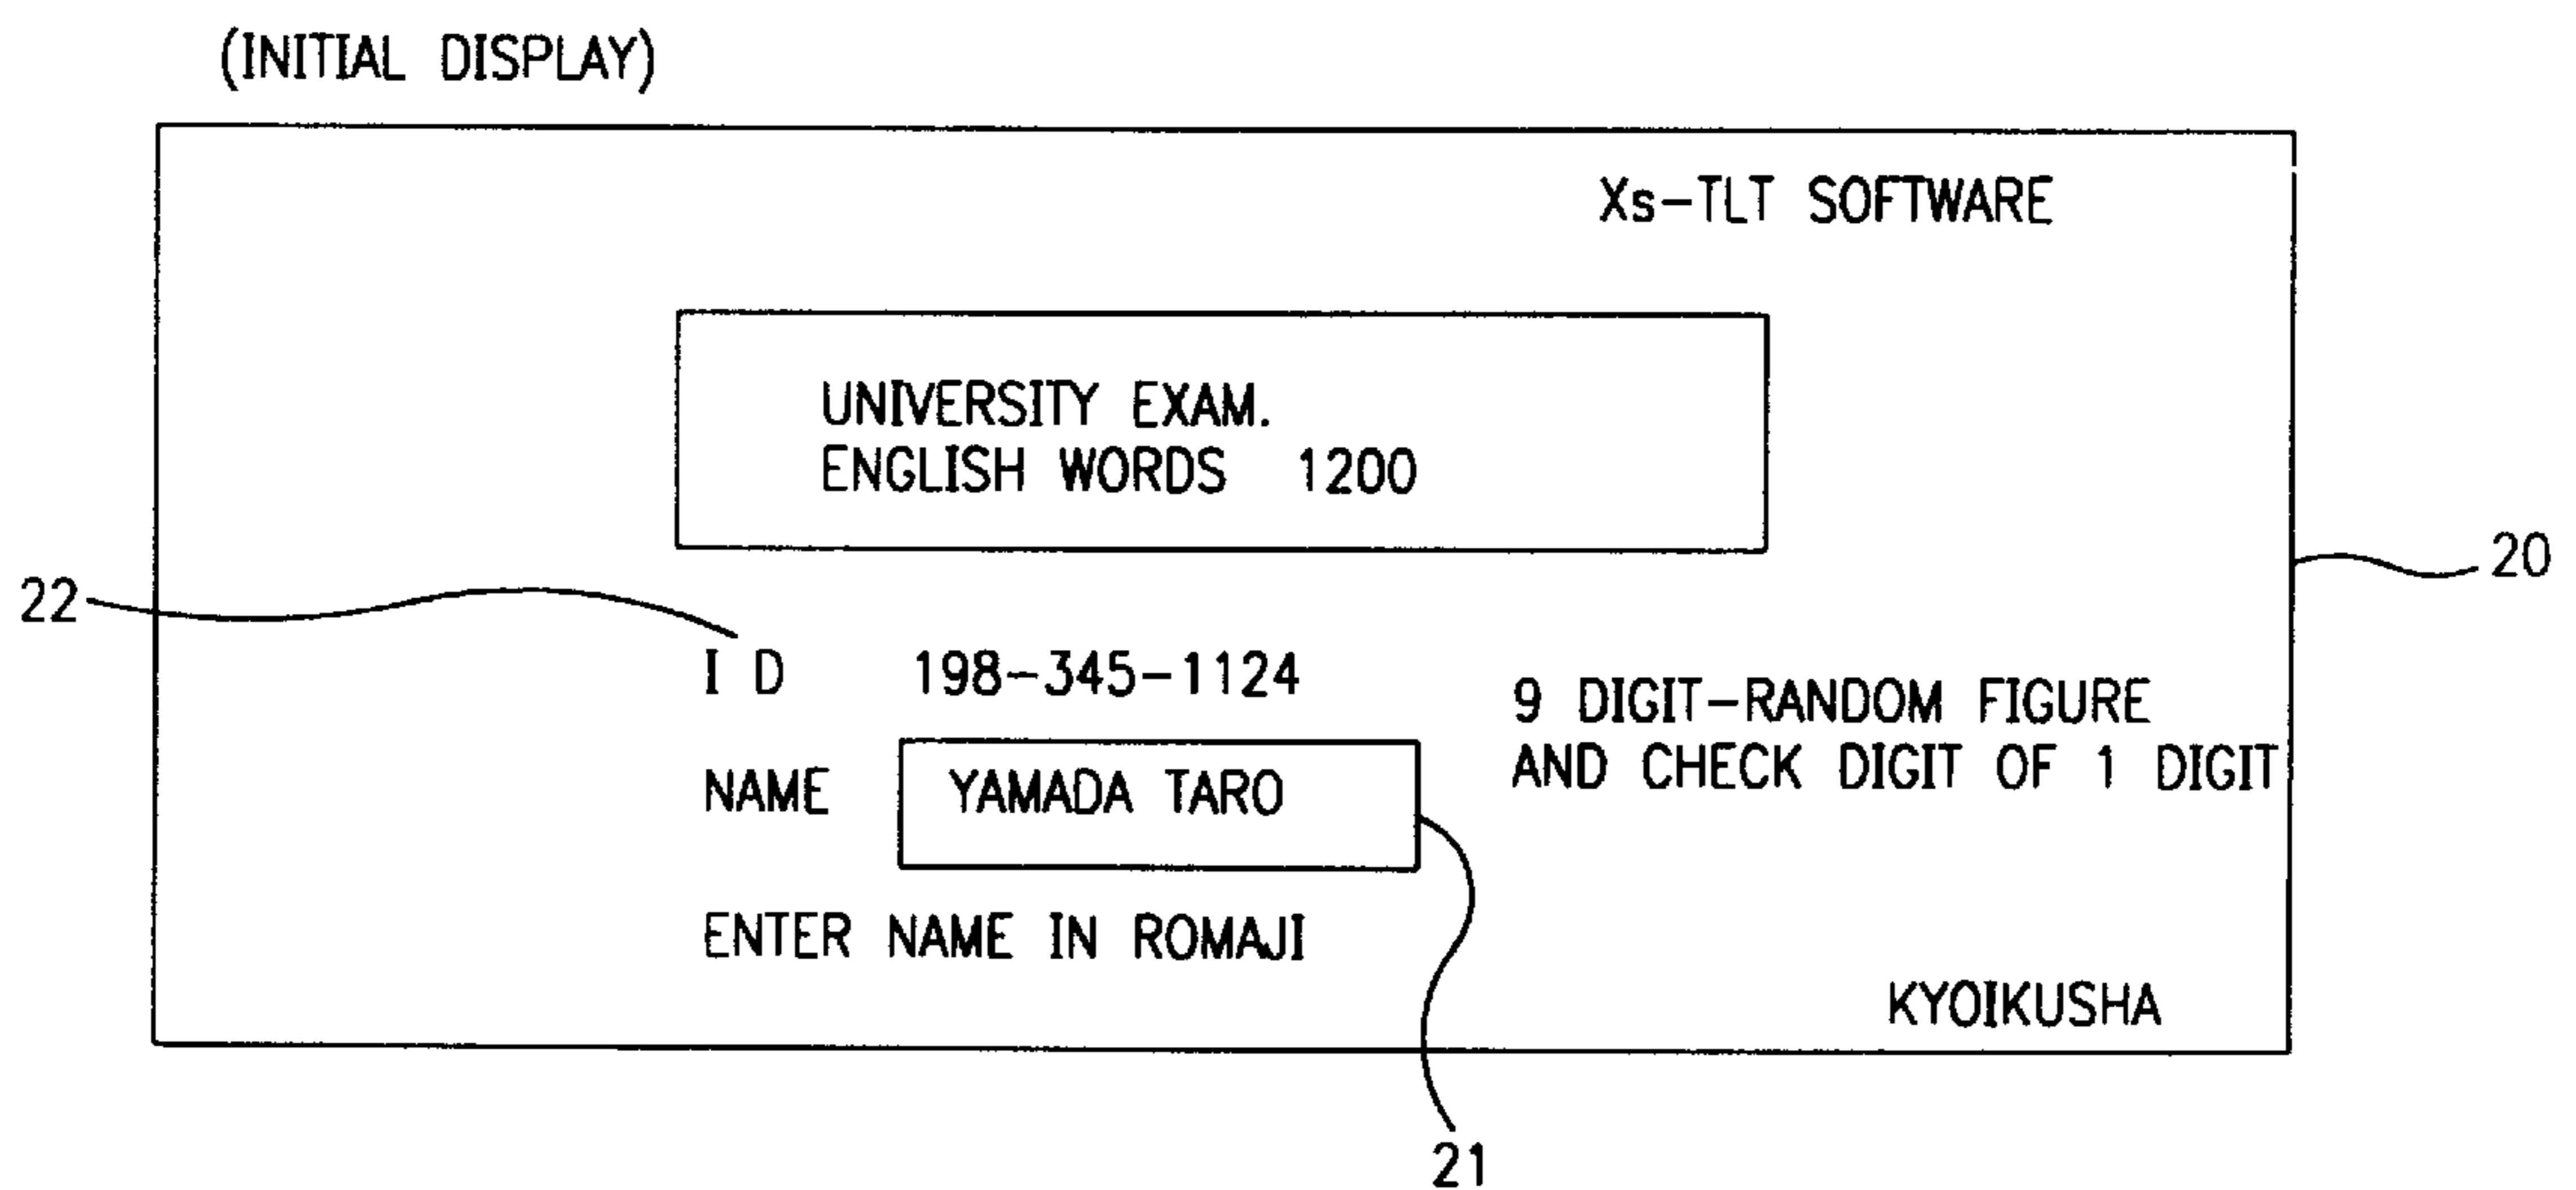 (INITIAL DISPLAY)
Xs-TLT SOFTWARE
UNIVERSITY EXAM.
ENGLISH WORDS 1200
20
22
I D 198-345-1124
9 DIGIT-RANDOM FIGURE
AND CHECK DIGIT OF 1 DIGIT
NAME YAMADA TARO
ENTER NAME IN ROMAJI
KYOIKUSHA
21